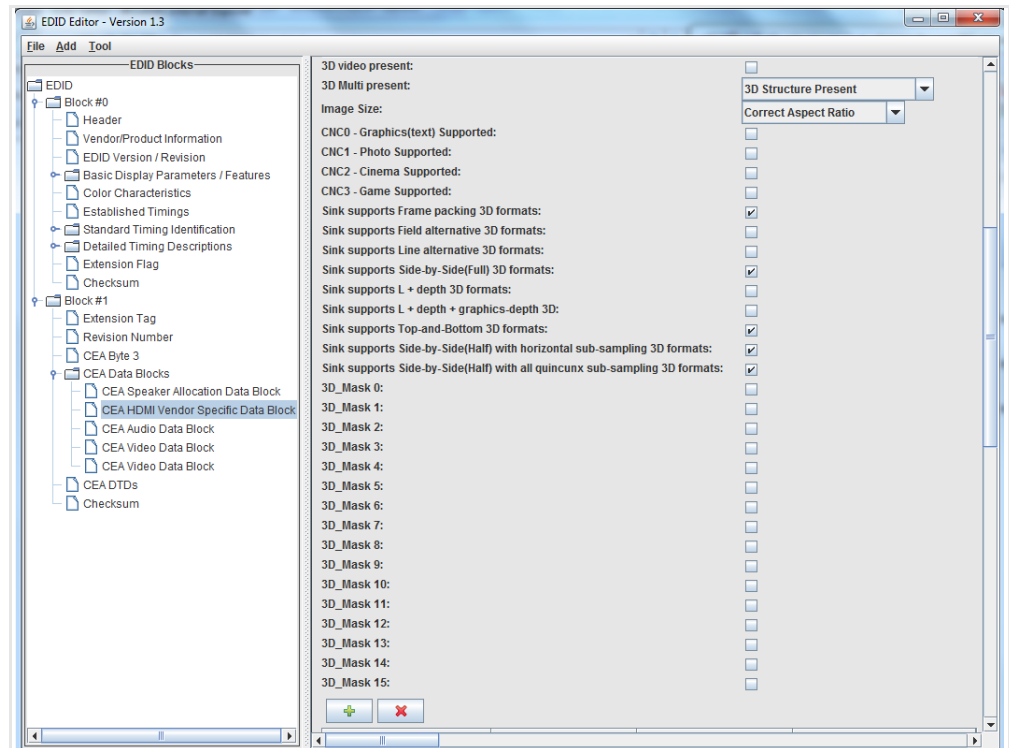 EDID Editor - Version 1.3
File Add Tool
EDID Blocks
EDID
Block #0
Header
Vendor/Product Information
EDID Version / Revision
Basic Display Parameters / Features
Color Characteristics
Established Timings
Standard Timing Identification
Detailed Timing Descriptions
Extension Flag
Checksum
Block #1
Extension Tag
Revision Number
CEA Byte 3
CEA Data Blocks
CEA Speaker Allocation Data Block
CEA HDMI Vendor Specific Data Block
CEA Audio Data Block
CEA Video Data Block
CEA Video Data Block
CEA DTDs
Checksum
3D video present:
3D Multi present: 3D Structure Present
Image Size: Correct Aspect Ratio
CNC0 - Graphics(text) Supported:
CNC1 - Photo Supported:
CNC2 - Cinema Supported:
CNC3 - Game Supported:
Sink supports Frame packing 3D formats:
Sink supports Field alternative 3D formats:
Sink supports Line alternative 3D formats:
Sink supports Side-by-Side(Full) 3D formats:
Sink supports L + depth 3D formats:
Sink supports L + depth + graphics-depth 3D:
Sink supports Top-and-Bottom 3D formats:
Sink supports Side-by-Side(Half) with horizontal sub-sampling 3D formats:
Sink supports Side-by-Side(Half) with all quincunx sub-sampling 3D formats:
3D_Mask 0:
3D_Mask 1:
3D_Mask 2:
3D_Mask 3:
3D_Mask 4:
3D_Mask 5:
3D_Mask 6:
3D_Mask 7:
3D_Mask 8:
3D_Mask 9:
3D_Mask 10:
3D_Mask 11:
3D_Mask 12:
3D_Mask 13:
3D_Mask 14:
3D_Mask 15: